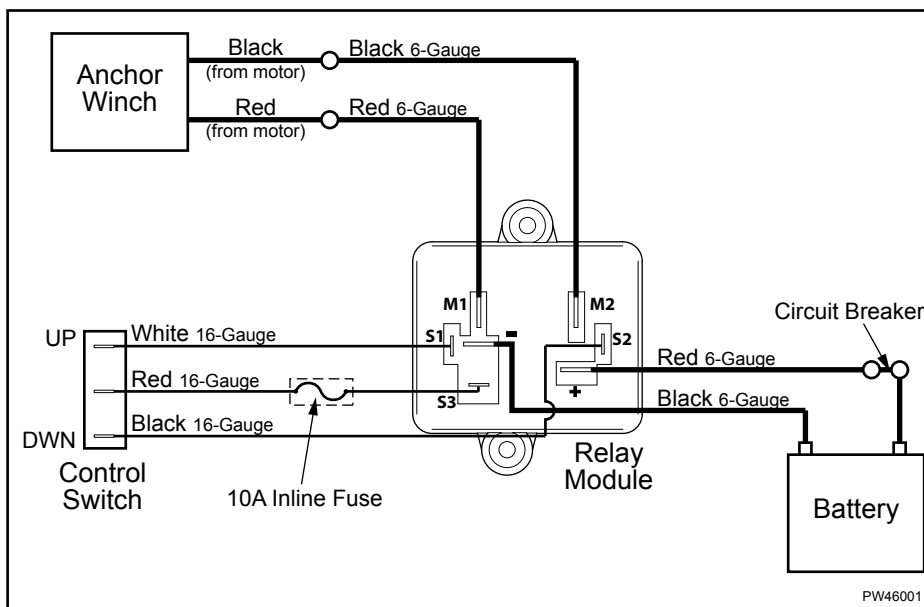 Anchor
Winch
Black
(from motor)
Black 6-Gauge
Red
(from motor)
Red 6-Gauge
M1
M2
Circuit Breaker
UP
White 16-Gauge
S1
-
S2
Red 6-Gauge
Red 16-Gauge
S3
+
Black 6-Gauge
DWN
Black 16-Gauge
Control
Switch
10A Inline Fuse
Relay
Module
Battery
PW46001